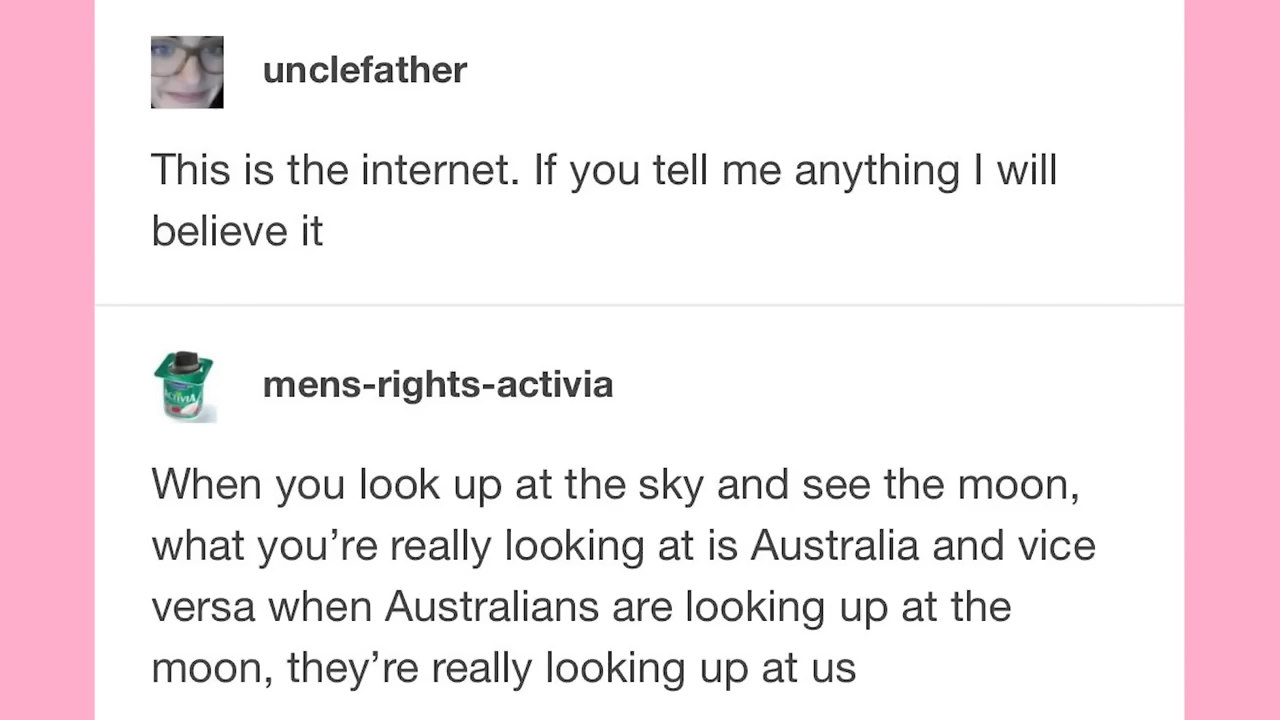 unclefather
This is the internet. If you tell me anything I will
believe it
mens-rights-activia
ACTIVIA
When you look up at the sky and see the moon,
what you’re really looking at is Australia and vice
versa when Australians are looking up at the
moon, they’re really looking up at us